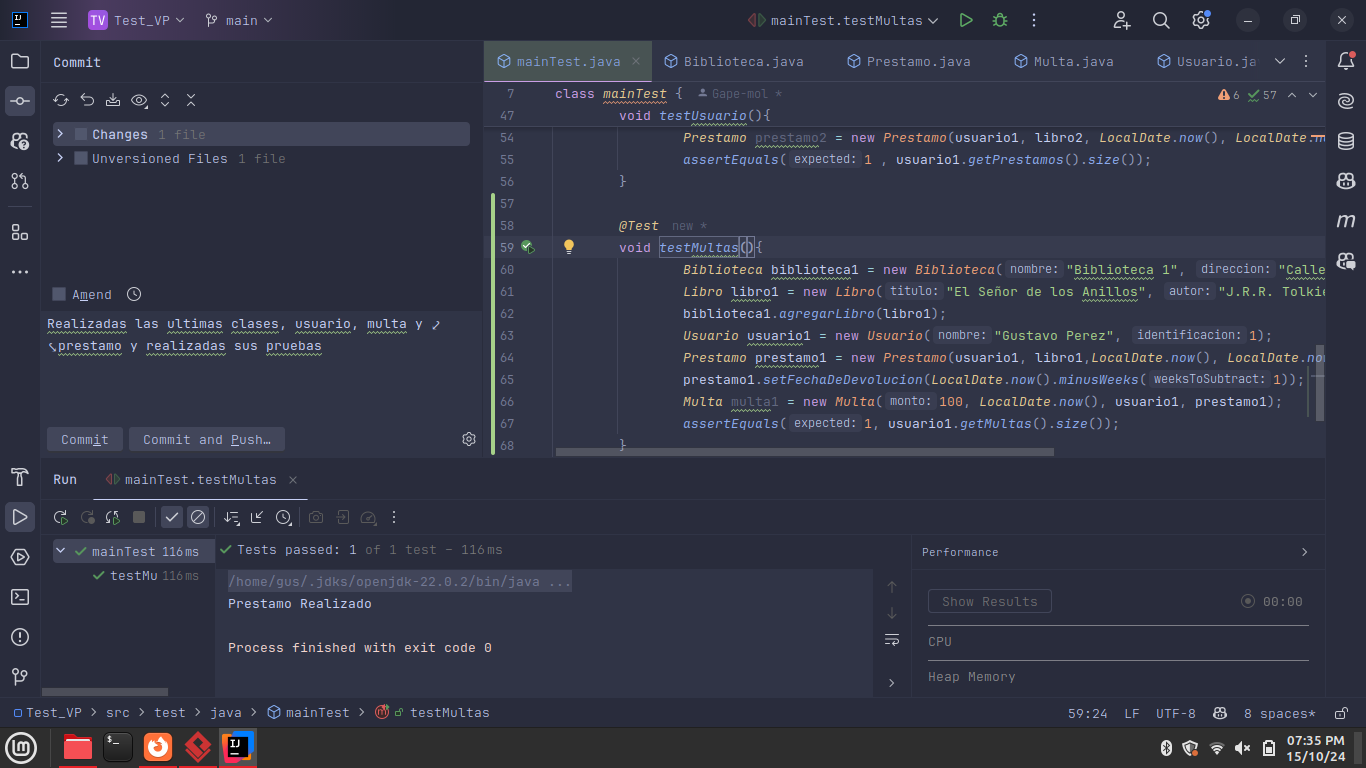 TV Test_VP main mainTest.testMultas
Commit
mainTest.java Biblioteca.java Prestamo.java Multa.java Usuario.ja
Changes 1 file
Unversioned Files 1 file
Amend
Realizadas las ultimas clases, usuario, multa y
prestamo y realizadas sus pruebas
Commit Commit and Push…
7 class mainTest { Gape-mol * 6 57
47 void testUsuario(){
54 Prestamo prestamo2 = new Prestamo(usuario1, libro2, LocalDate.now(), LocalDate.n
55 assertEquals( expected: 1 , usuario1.getPrestamos().size());
56 }
57
58 @Test new *
59 void testMultas(){
60 Biblioteca biblioteca1 = new Biblioteca( nombre: "Biblioteca 1", direccion: "Calle
61 Libro libro1 = new Libro( titulo: "El Señor de los Anillos", autor: "J.R.R. Tolkie
62 biblioteca1.agregarLibro(libro1);
63 Usuario usuario1 = new Usuario( nombre: "Gustavo Perez", identificacion: 1);
64 Prestamo prestamo1 = new Prestamo(usuario1, libro1,LocalDate.now(), LocalDate.now
65 prestamo1.setFechaDeDevolucion(LocalDate.now().minusWeeks( weeksToSubtract: 1));
66 Multa multa1 = new Multa( monto: 100, LocalDate.now(), usuario1, prestamo1);
67 assertEquals( expected: 1, usuario1.getMultas().size());
68 }
Run mainTest.testMultas
mainTest 116 ms
testMu 116 ms
Tests passed: 1 of 1 test – 116 ms
/home/gus/.jdks/openjdk-22.0.2/bin/java ...
Prestamo Realizado
Process finished with exit code 0
Performance
Show Results 00:00
CPU
Heap Memory
Test_VP > src > test > java > mainTest > testMultas
59:24 LF UTF-8 8 spaces*
07:35 PM
15/10/24